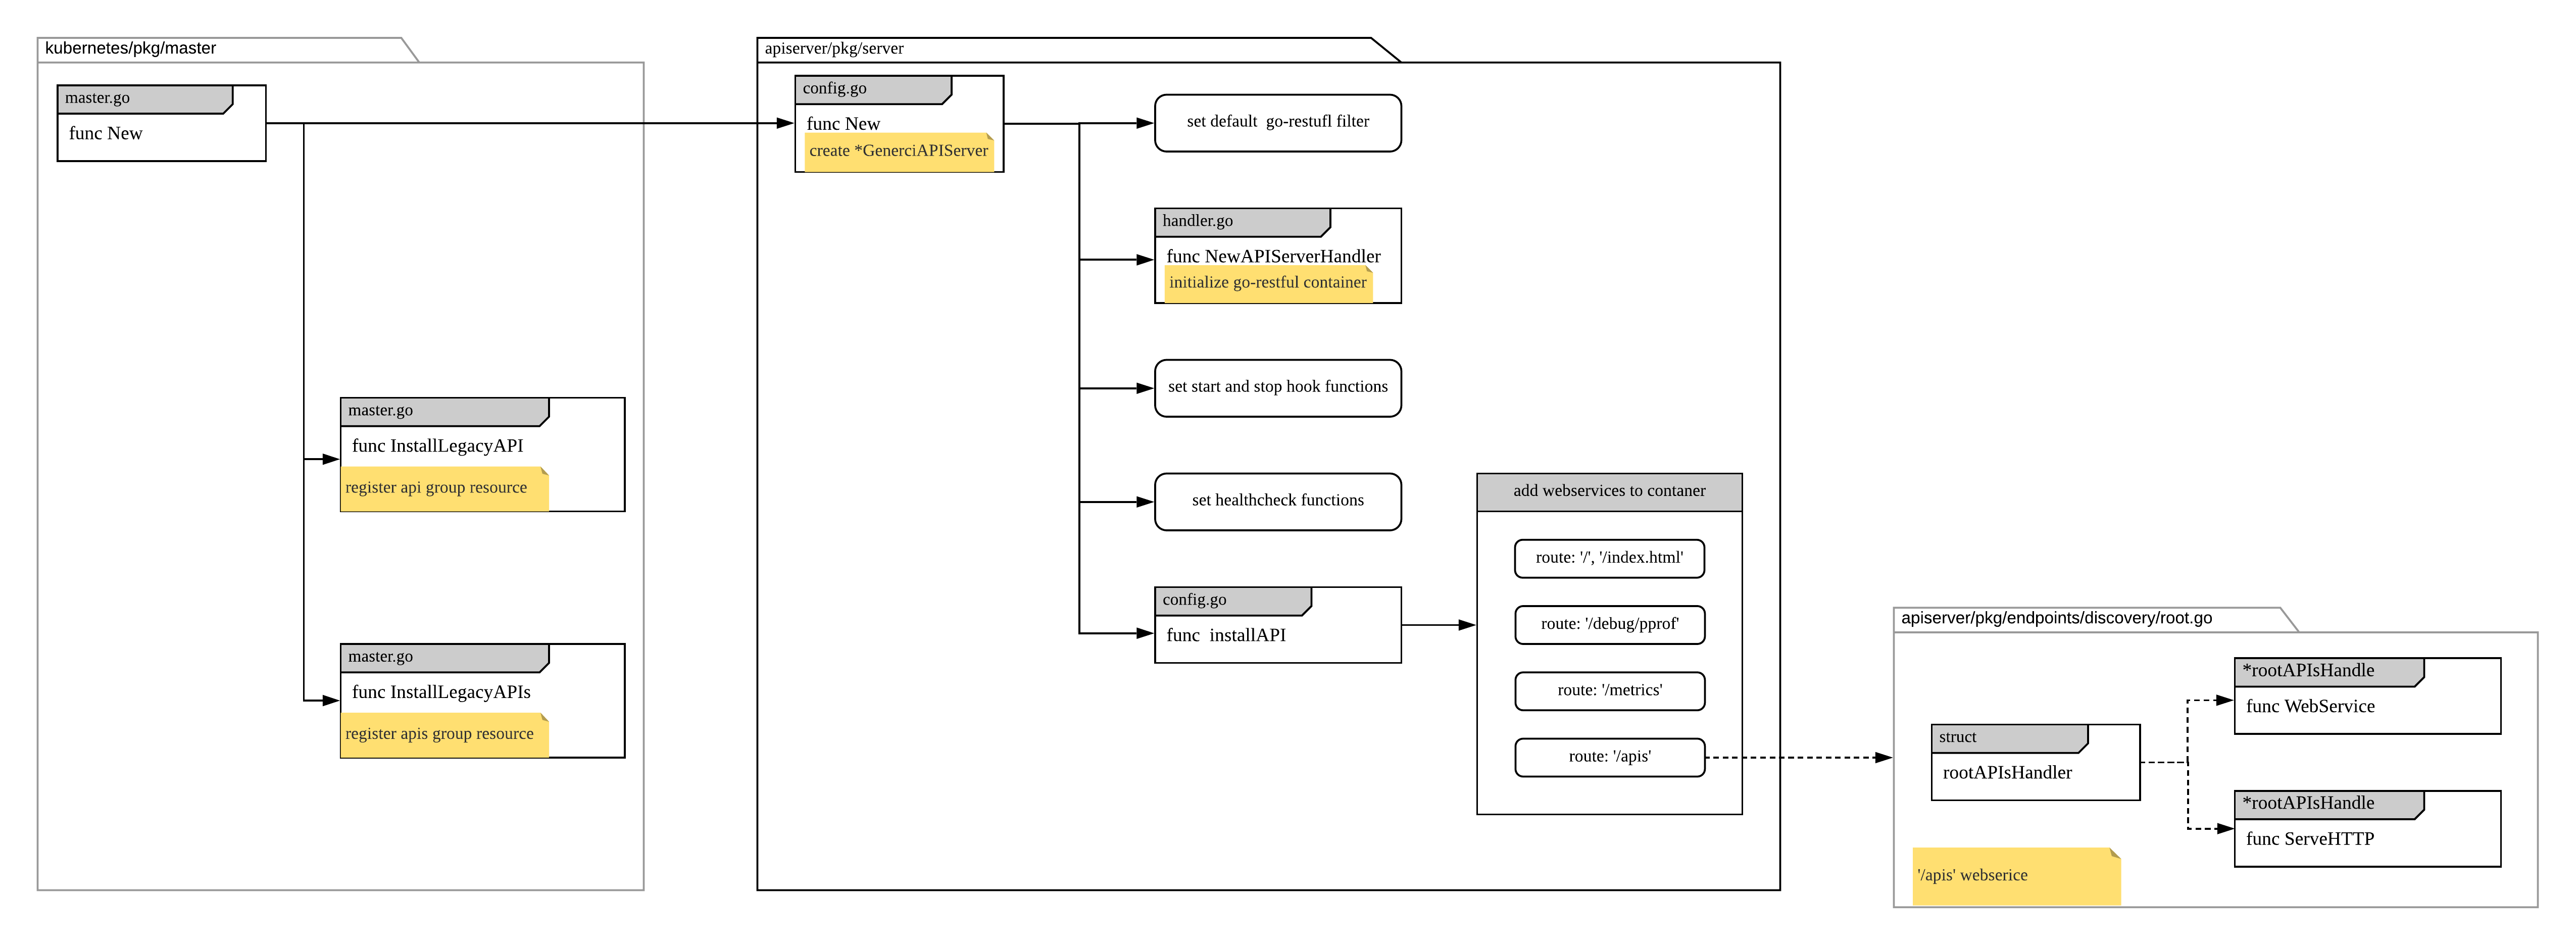 kubernetes/pkg/master
master.go
func New
master.go
func InstallLegacyAPI
register api group resource
master.go
func InstallLegacyAPIs
register apis group resource
apiserver/pkg/server
config.go
func New
create *GenerciAPIServer
set default  go-restufl filter
handler.go
func NewAPIServerHandler
initialize go-restful container
set start and stop hook functions
set healthcheck functions
config.go
func  installAPI
add webservices to contaner
route: '/', '/index.html'
route: '/debug/pprof'
route: '/metrics'
route: '/apis'
apiserver/pkg/endpoints/discovery/root.go
struct
rootAPIsHandler
*rootAPIsHandle
func WebService
*rootAPIsHandle
func ServeHTTP
'/apis' webserice